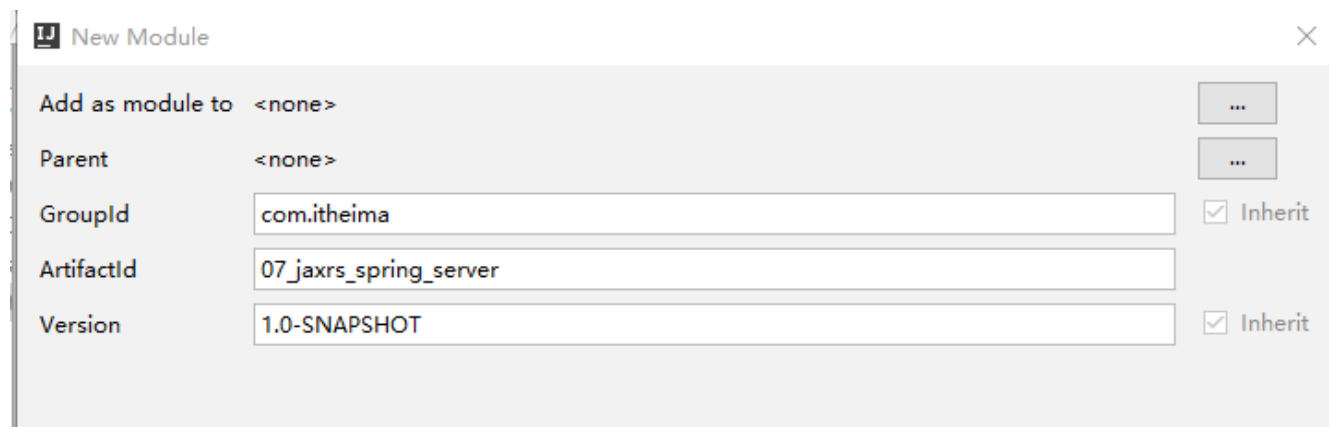 IJ New Module
Add as module to <none> ...
Parent <none> ...
GroupId com.itheima Inherit
ArtifactId 07_jaxrs_spring_server
Version 1.0-SNAPSHOT Inherit